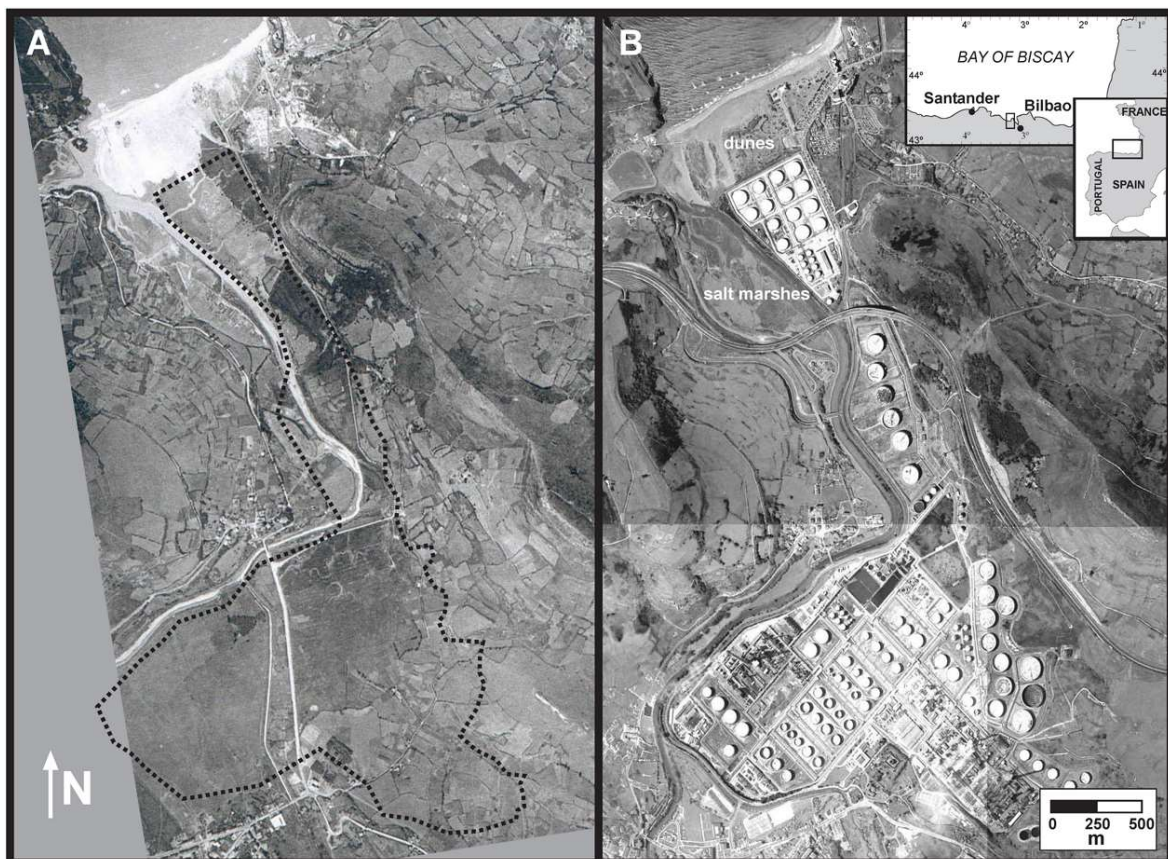 A
N
B
dunes
salt marshes
4° 3° 2° 1°
BAY OF BISCAY
44° 44°
Santander Bilbao
43° 4° 3°
FRANCE
PORTUGAL
SPAIN
0 250 500
m